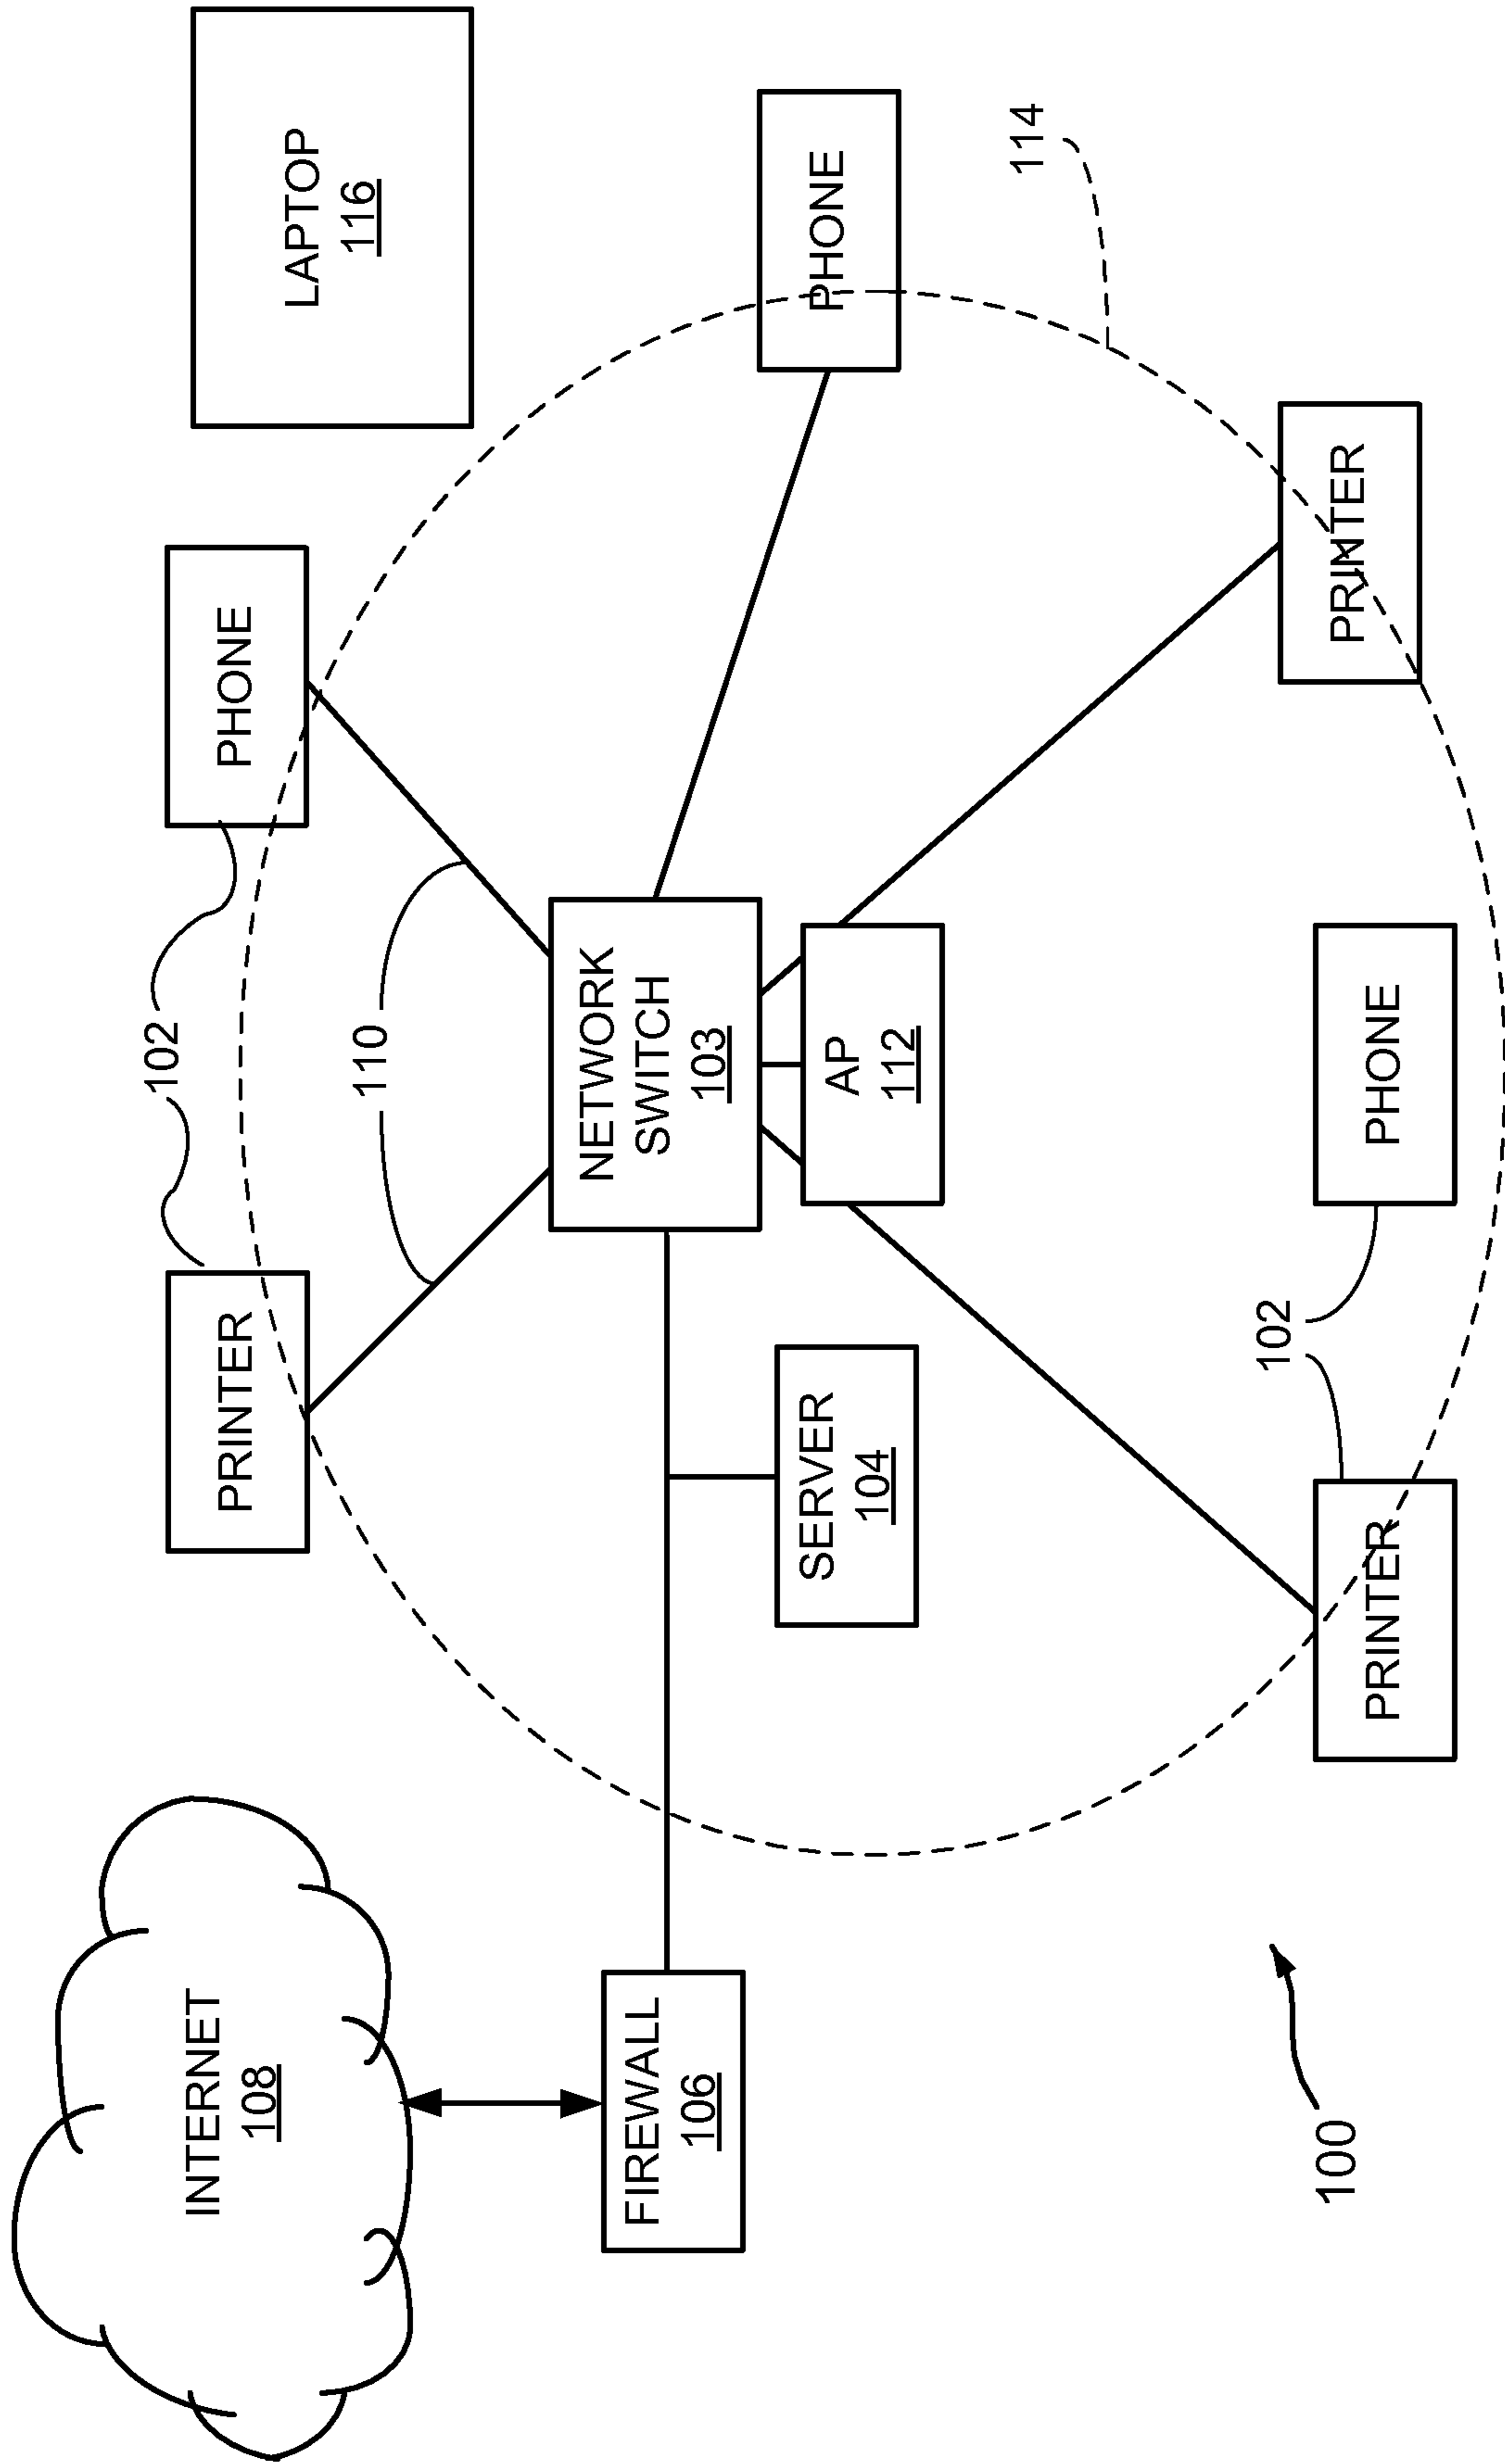 INTERNET
108
PRINTER
102
PHONE
LAPTOP
116
110
FIREWALL
106
NETWORK
SWITCH
103
SERVER
104
AP
112
PHONE
114
100
102
PRINTER
PHONE
PRINTER